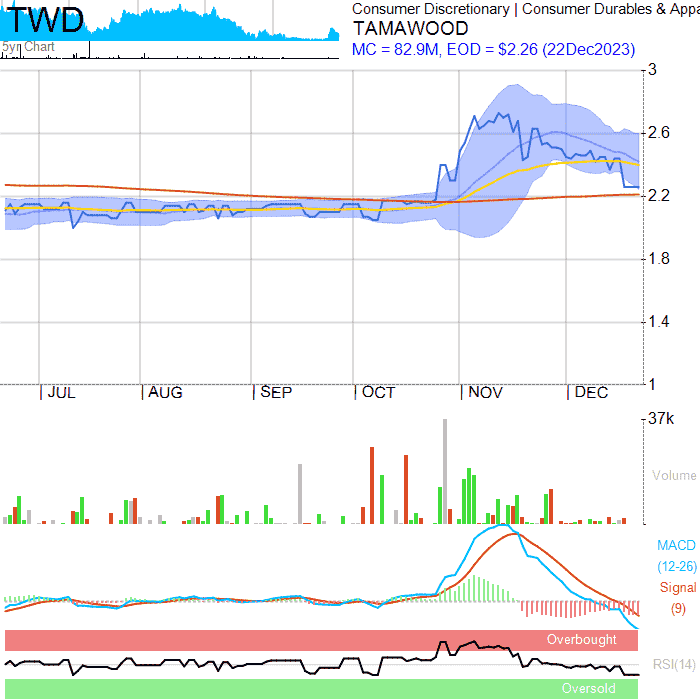 TWD
5yr Chart
Consumer Discretionary | Consumer Durables & Appa
TAMAWOOD
MC = 82.9M, EOD = $2.26 (22Dec2023)
3
2.6
2.2
1.8
1.4
1
JUL AUG SEP OCT NOV DEC
37k
Volume
MACD
(12-26)
Signal
(9)
Overbought
RSI(14)
Oversold